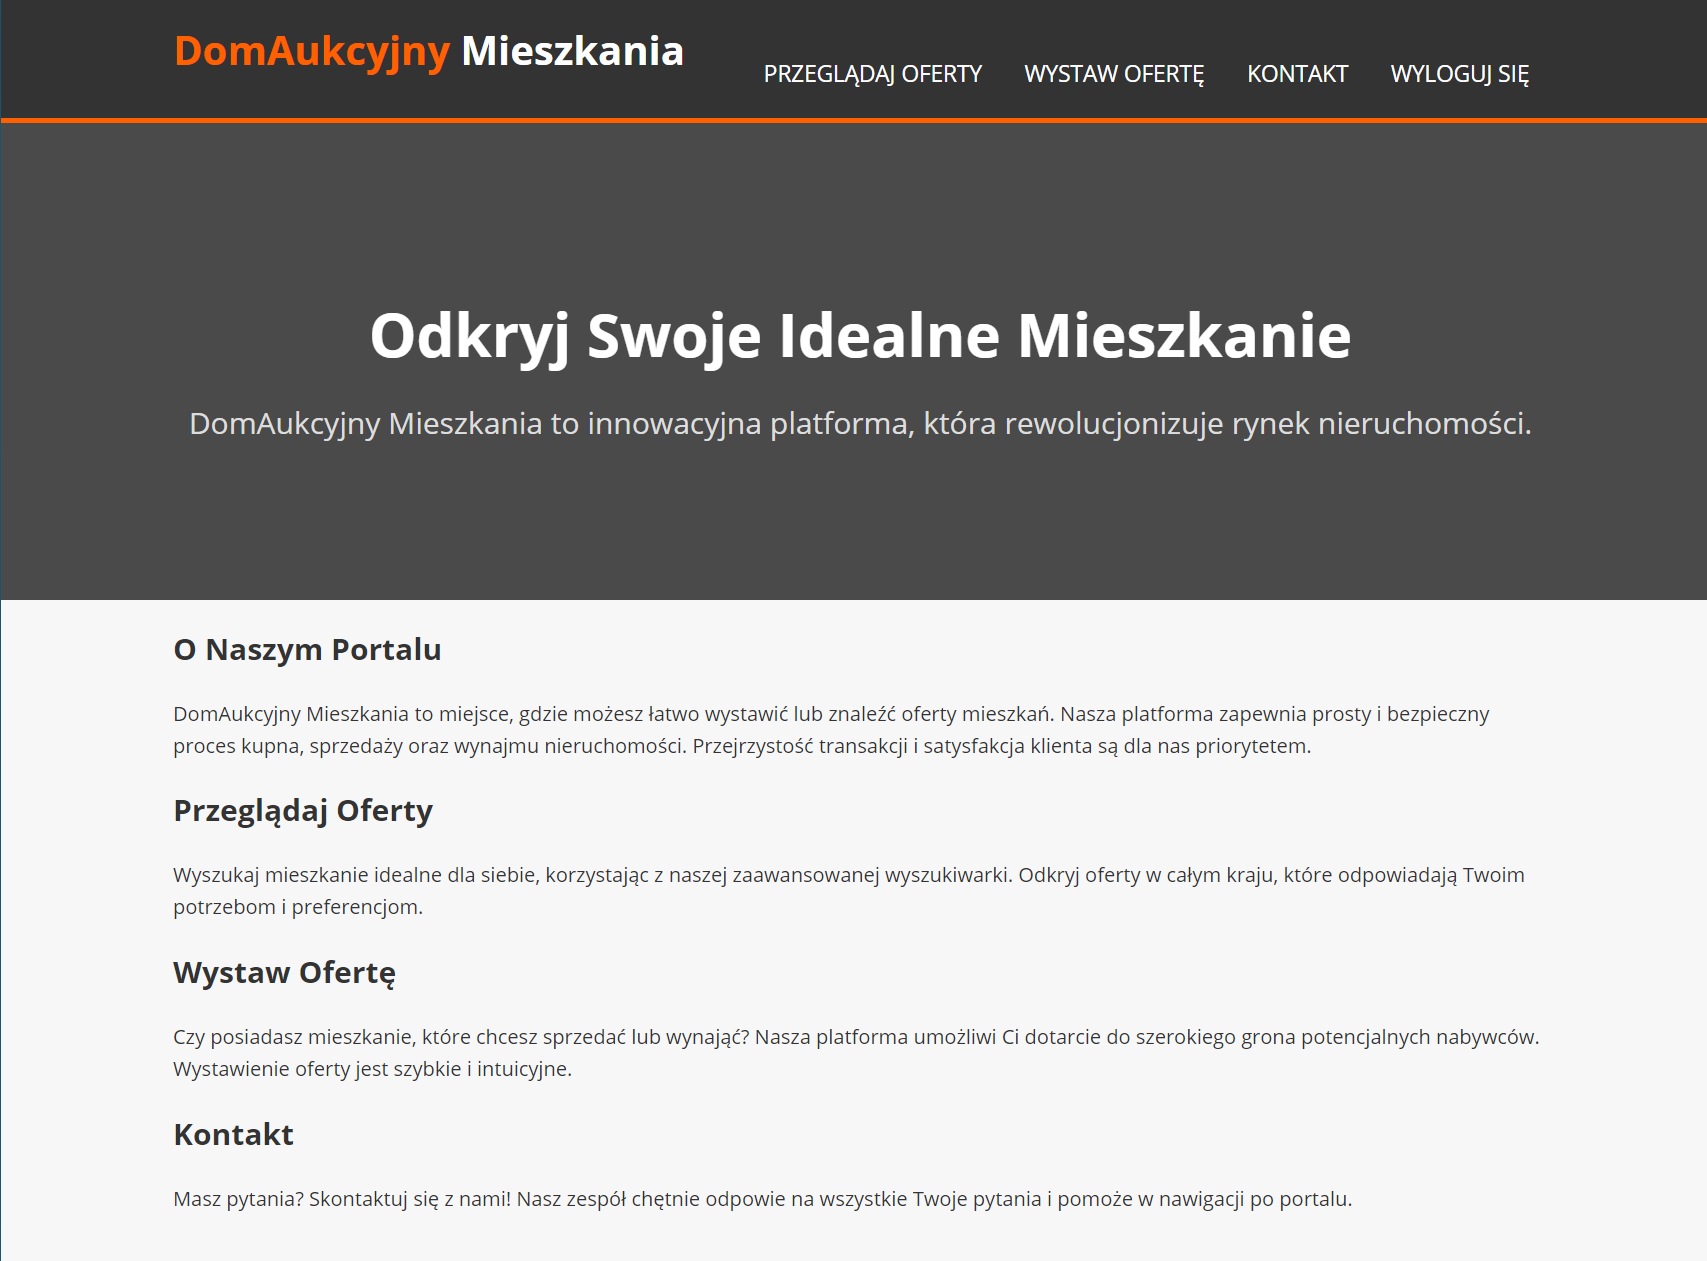 DomAukcyjny Mieszkania
PRZEGLĄDAJ OFERTY WYSTAW OFERTĘ KONTAKT WYLOGUJ SIĘ
Odkryj Swoje Idealne Mieszkanie
DomAukcyjny Mieszkania to innowacyjna platforma, która rewolucjonizuje rynek nieruchomości.
O Naszym Portalu
DomAukcyjny Mieszkania to miejsce, gdzie możesz łatwo wystawić lub znaleźć oferty mieszkań. Nasza platforma zapewnia prosty i bezpieczny
proces kupna, sprzedaży oraz wynajmu nieruchomości. Przejrzystość transakcji i satysfakcja klienta są dla nas priorytetem.
Przeglądaj Oferty
Wyszukaj mieszkanie idealne dla siebie, korzystając z naszej zaawansowanej wyszukiwarki. Odkryj oferty w całym kraju, które odpowiadają Twoim
potrzebom i preferencjom.
Wystaw Ofertę
Czy posiadasz mieszkanie, które chcesz sprzedać lub wynająć? Nasza platforma umożliwi Ci dotarcie do szerokiego grona potencjalnych nabywców.
Wystawienie oferty jest szybkie i intuicyjne.
Kontakt
Masz pytania? Skontaktuj się z nami! Nasz zespół chętnie odpowie na wszystkie Twoje pytania i pomoże w nawigacji po portalu.